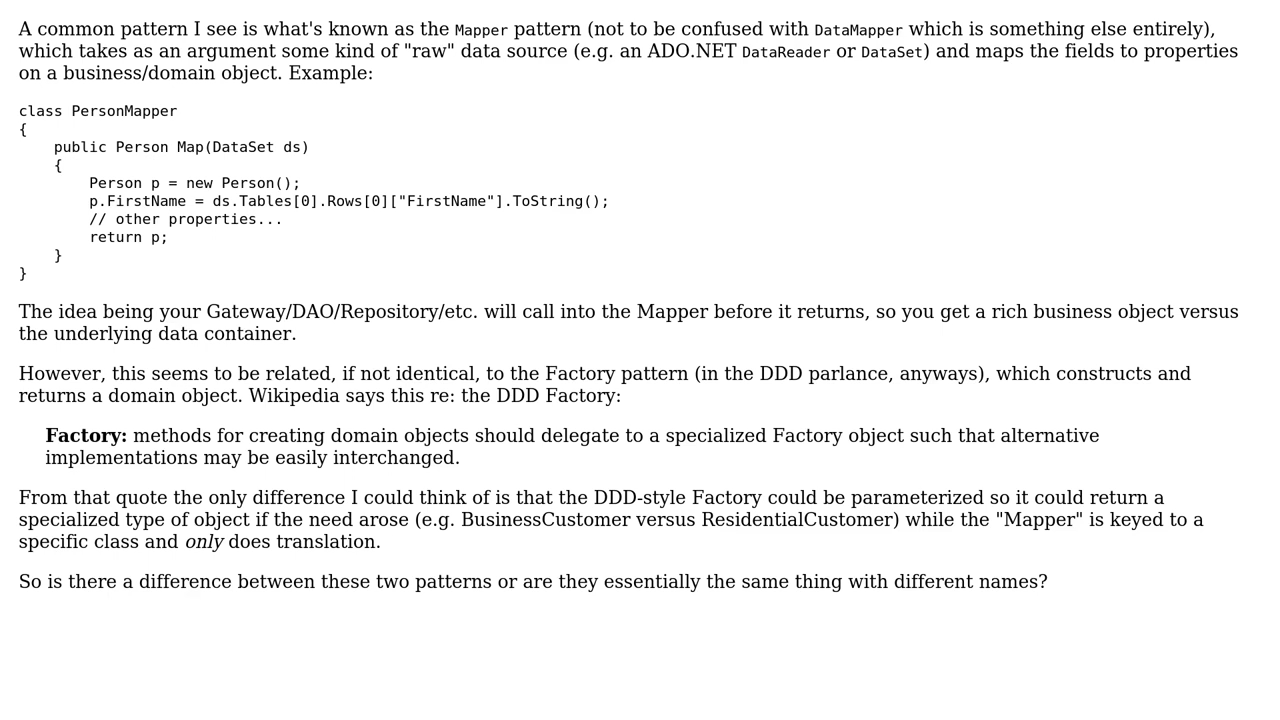 A common pattern I see is what's known as the Mapper pattern (not to be confused with DataMapper which is something else entirely),
which takes as an argument some kind of "raw" data source (e.g. an ADO.NET DataReader or DataSet) and maps the fields to properties
on a business/domain object. Example:
class PersonMapper
{
    public Person Map(DataSet ds)
    {
        Person p = new Person();
        p.FirstName = ds.Tables[0].Rows[0]["FirstName"].ToString();
        // other properties...
        return p;
    }
}
The idea being your Gateway/DAO/Repository/etc. will call into the Mapper before it returns, so you get a rich business object versus
the underlying data container.
However, this seems to be related, if not identical, to the Factory pattern (in the DDD parlance, anyways), which constructs and
returns a domain object. Wikipedia says this re: the DDD Factory:
Factory: methods for creating domain objects should delegate to a specialized Factory object such that alternative
implementations may be easily interchanged.
From that quote the only difference I could think of is that the DDD-style Factory could be parameterized so it could return a
specialized type of object if the need arose (e.g. BusinessCustomer versus ResidentialCustomer) while the "Mapper" is keyed to a
specific class and only does translation.
So is there a difference between these two patterns or are they essentially the same thing with different names?